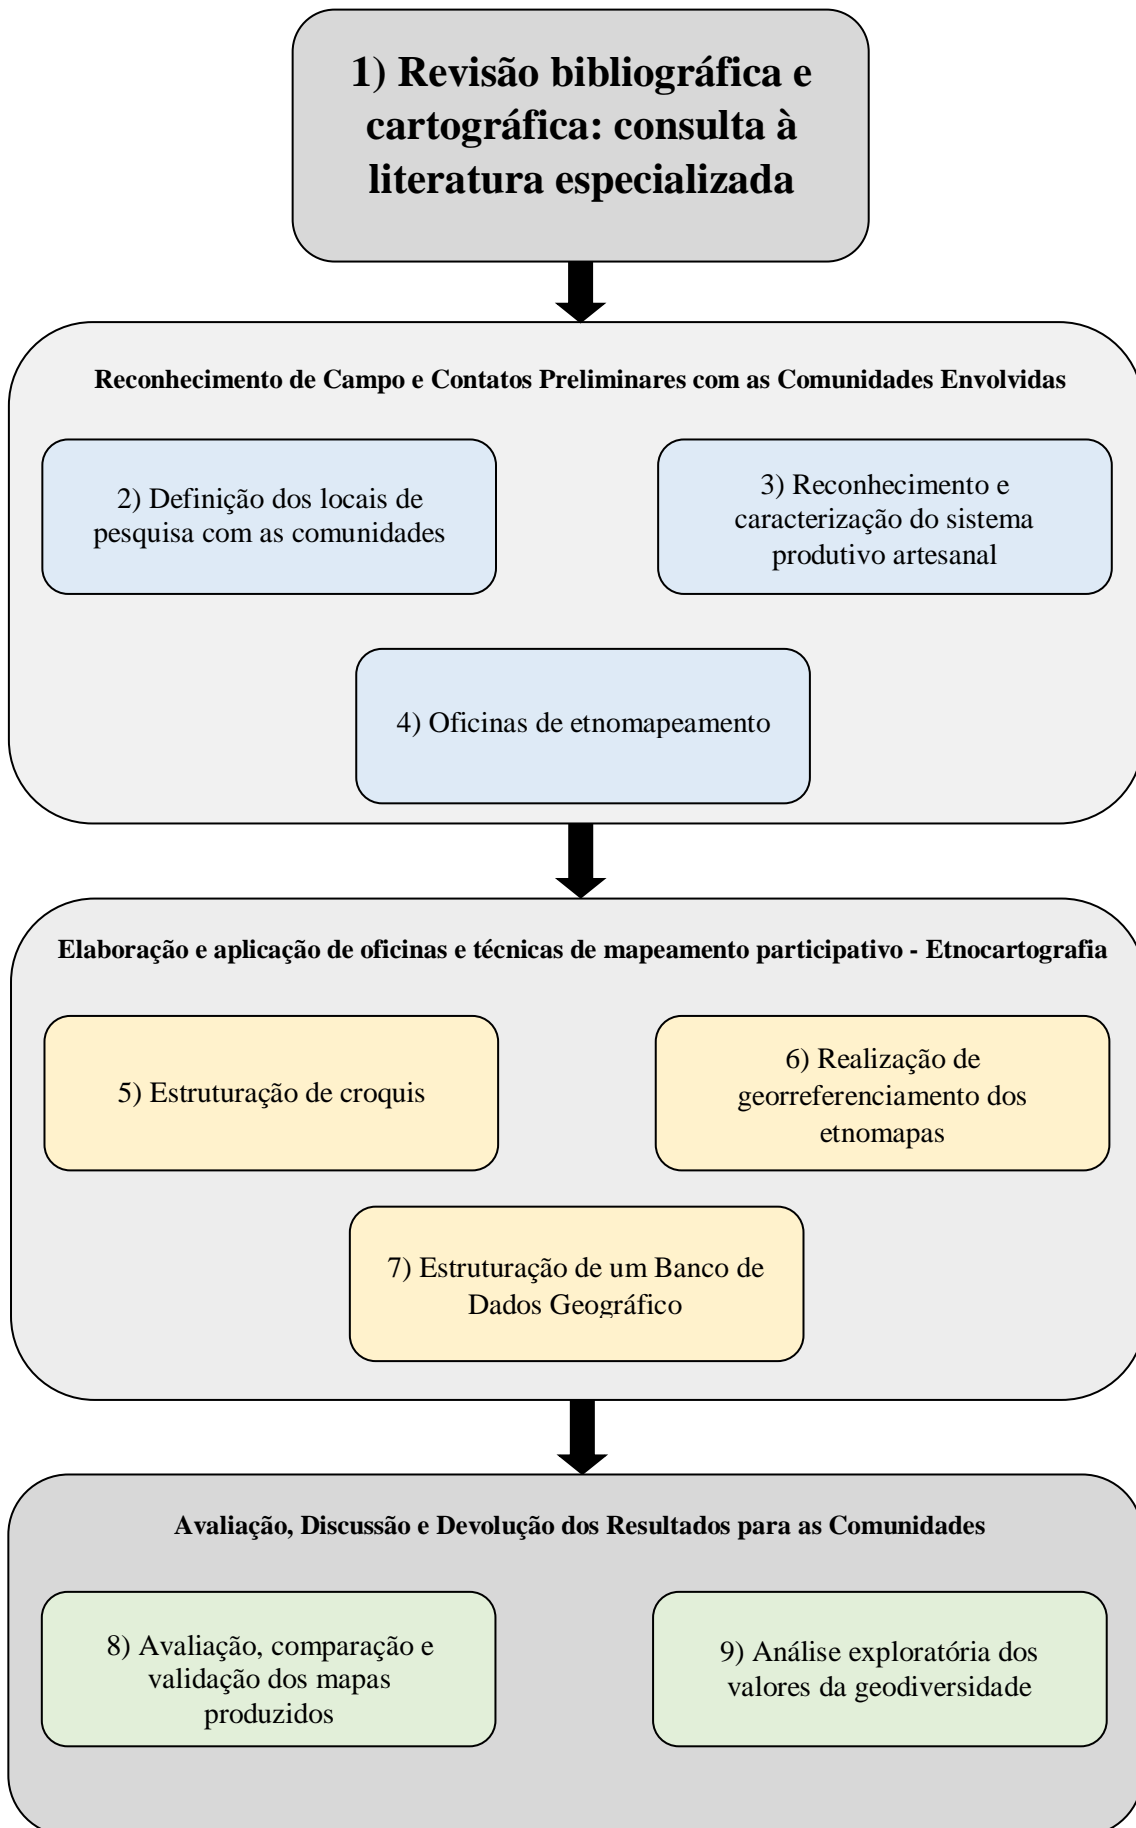 1) Revisão bibliográfica e
cartográfica: consulta à
literatura especializada
Reconhecimento de Campo e Contatos Preliminares com as Comunidades Envolvidas
2) Definição dos locais de
pesquisa com as comunidades
3) Reconhecimento e
caracterização do sistema
produtivo artesanal
4) Oficinas de etnomapeamento
Elaboração e aplicação de oficinas e técnicas de mapeamento participativo - Etnocartografia
5) Estruturação de croquis
6) Realização de
georreferenciamento dos
etnomapas
7) Estruturação de um Banco de
Dados Geográfico
Avaliação, Discussão e Devolução dos Resultados para as Comunidades
8) Avaliação, comparação e
validação dos mapas
produzidos
9) Análise exploratória dos
valores da geodiversidade